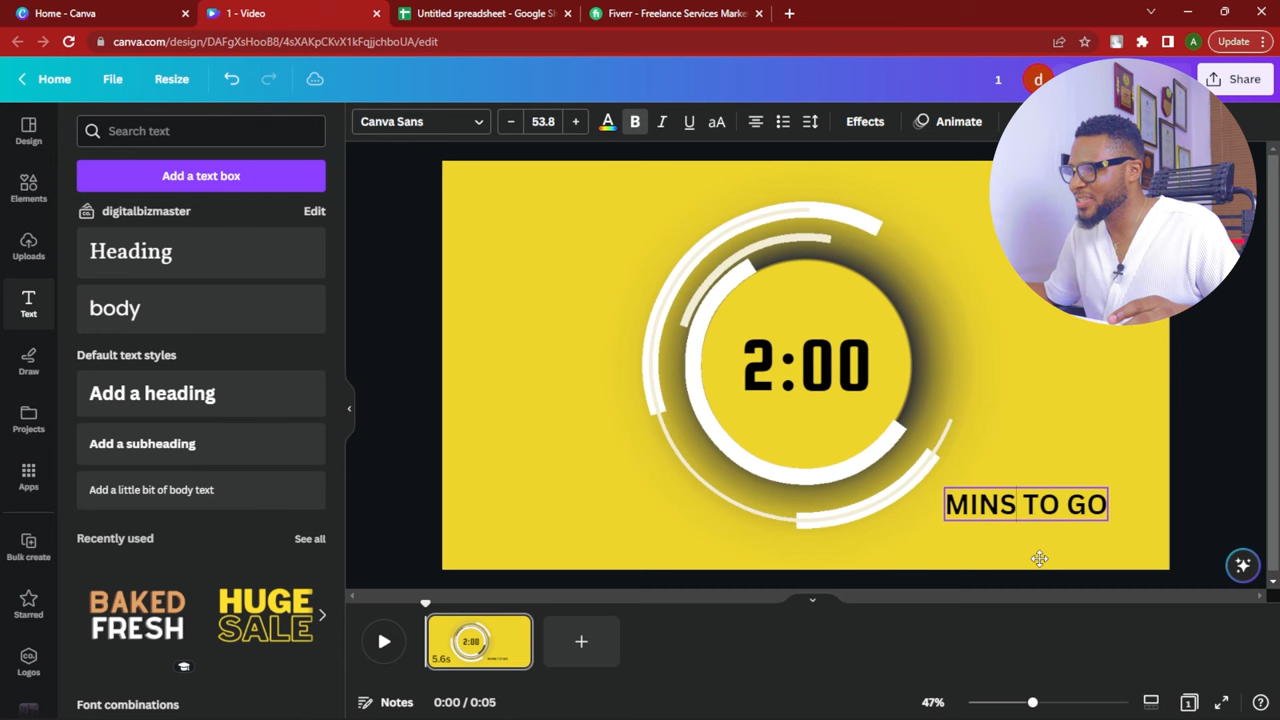 Home - Canva
1 - Video
Untitled spreadsheet - Google Sh
Fiverr - Freelance Services Marke
canva.com/design/DAFgXsHooB8/4sXAKpCKvX1kFqjjchboUA/edit
A
Update
Home
File
Resize
1
d
Share
Design
Elements
Uploads
Text
Draw
Projects
Apps
Bulk create
Starred
Logos
Search text
Add a text box
digitalbizmaster
Edit
Heading
body
Default text styles
Add a heading
Add a subheading
Add a little bit of body text
Recently used
See all
BAKED
FRESH
HUGE
SALE
Font combinations
Canva Sans
53.8
A
B
I
U
aA
Effects
Animate
2:00
MINS TO GO
2:00
5.6s
Notes
0:00 / 0:05
47%
1